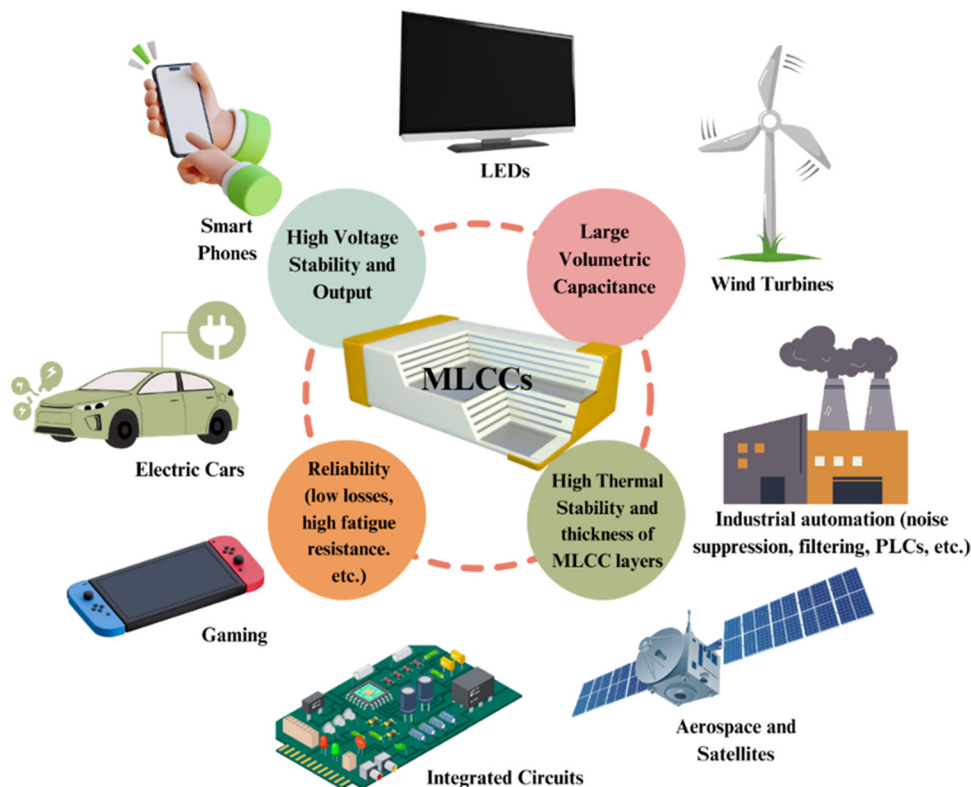 LEDs
Smart
Phones
High Voltage
Stability and
Output
Large
Volumetric
Capacitance
Wind Turbines
MLCCs
Electric Cars
Reliability
(low losses,
high fatigue
resistance.
etc.)
High Thermal
Stability and
thickness of
MLCC layers
Industrial automation (noise
suppression, filtering, PLCs, etc.)
Gaming
Aerospace and
Satellites
Integrated Circuits